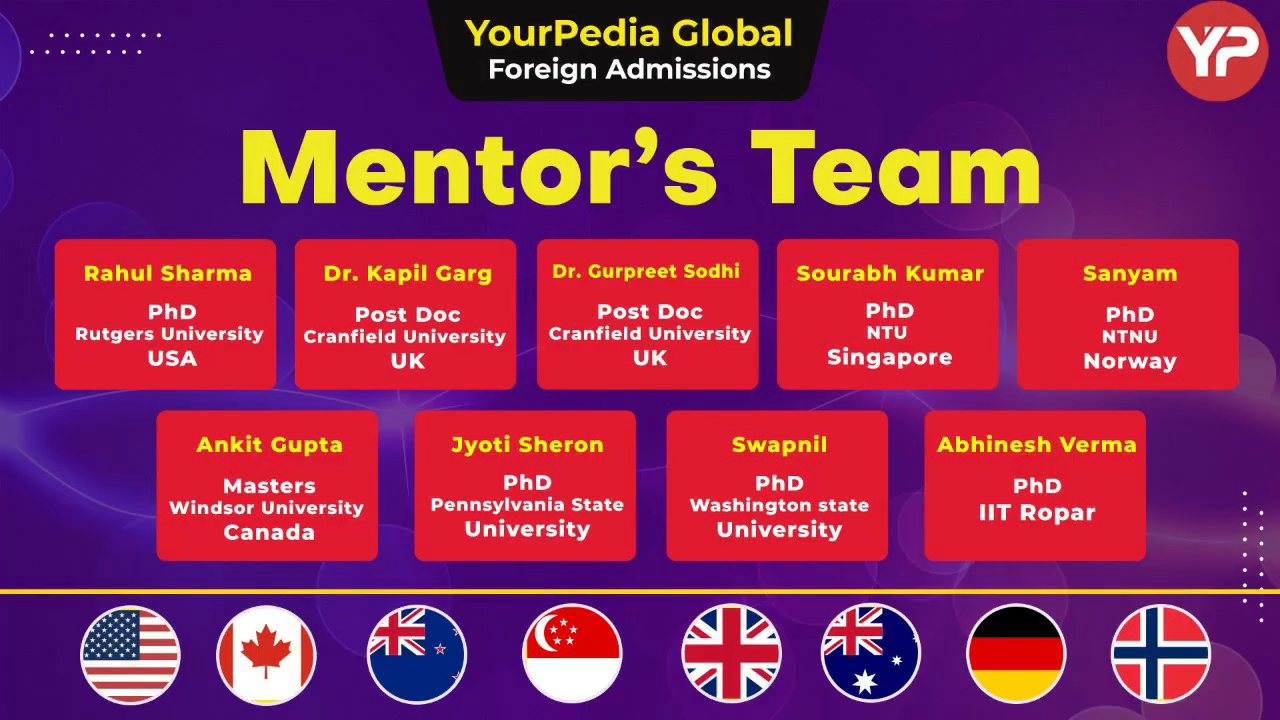 YourPedia Global
Foreign Admissions
YP
Mentor's Team
Rahul Sharma
PhD
Rutgers University
USA
Dr. Kapil Garg
Post Doc
Cranfield University
UK
Dr. Gurpreet Sodhi
Post Doc
Cranfield University
UK
Sourabh Kumar
PhD
NTU
Singapore
Sanyam
PhD
NTNU
Norway
Ankit Gupta
Masters
Windsor University
Canada
Jyoti Sheron
PhD
Pennsylvania State
University
Swapnil
PhD
Washington state
University
Abhinesh Verma
PhD
IIT Ropar